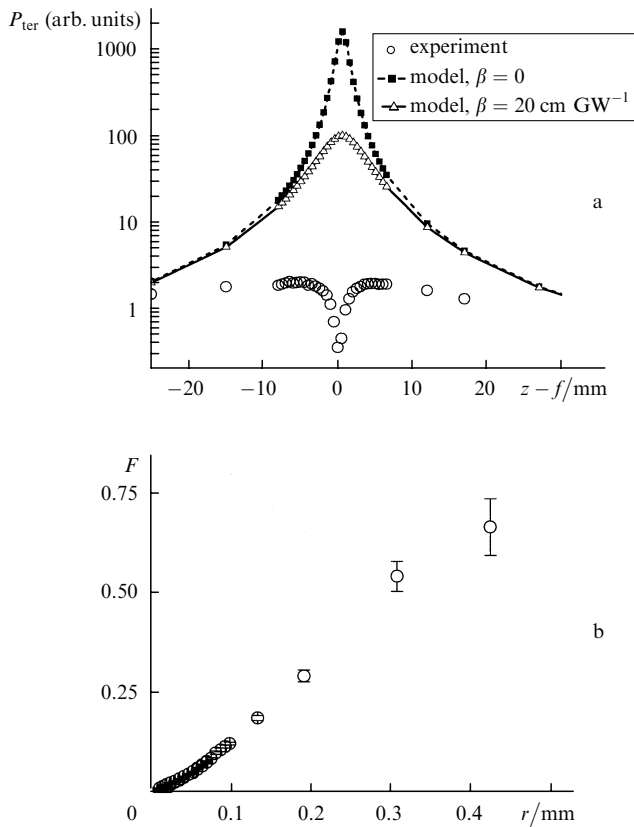 P_ter (arb. units)
1000
100
10
1
experiment
model, β = 0
model, β = 20 cm GW⁻¹
a
−20
−10
0
10
20
z − f/mm
F
0.75
0.50
0.25
0
b
0.1
0.2
0.3
0.4
r/mm